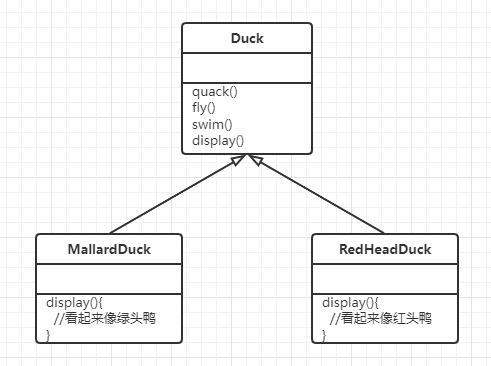 Duck
quack()
fly()
swim()
display()
MallardDuck
display(){
//看起来像绿头鸭
}
RedHeadDuck
display(){
//看起来像红头鸭
}